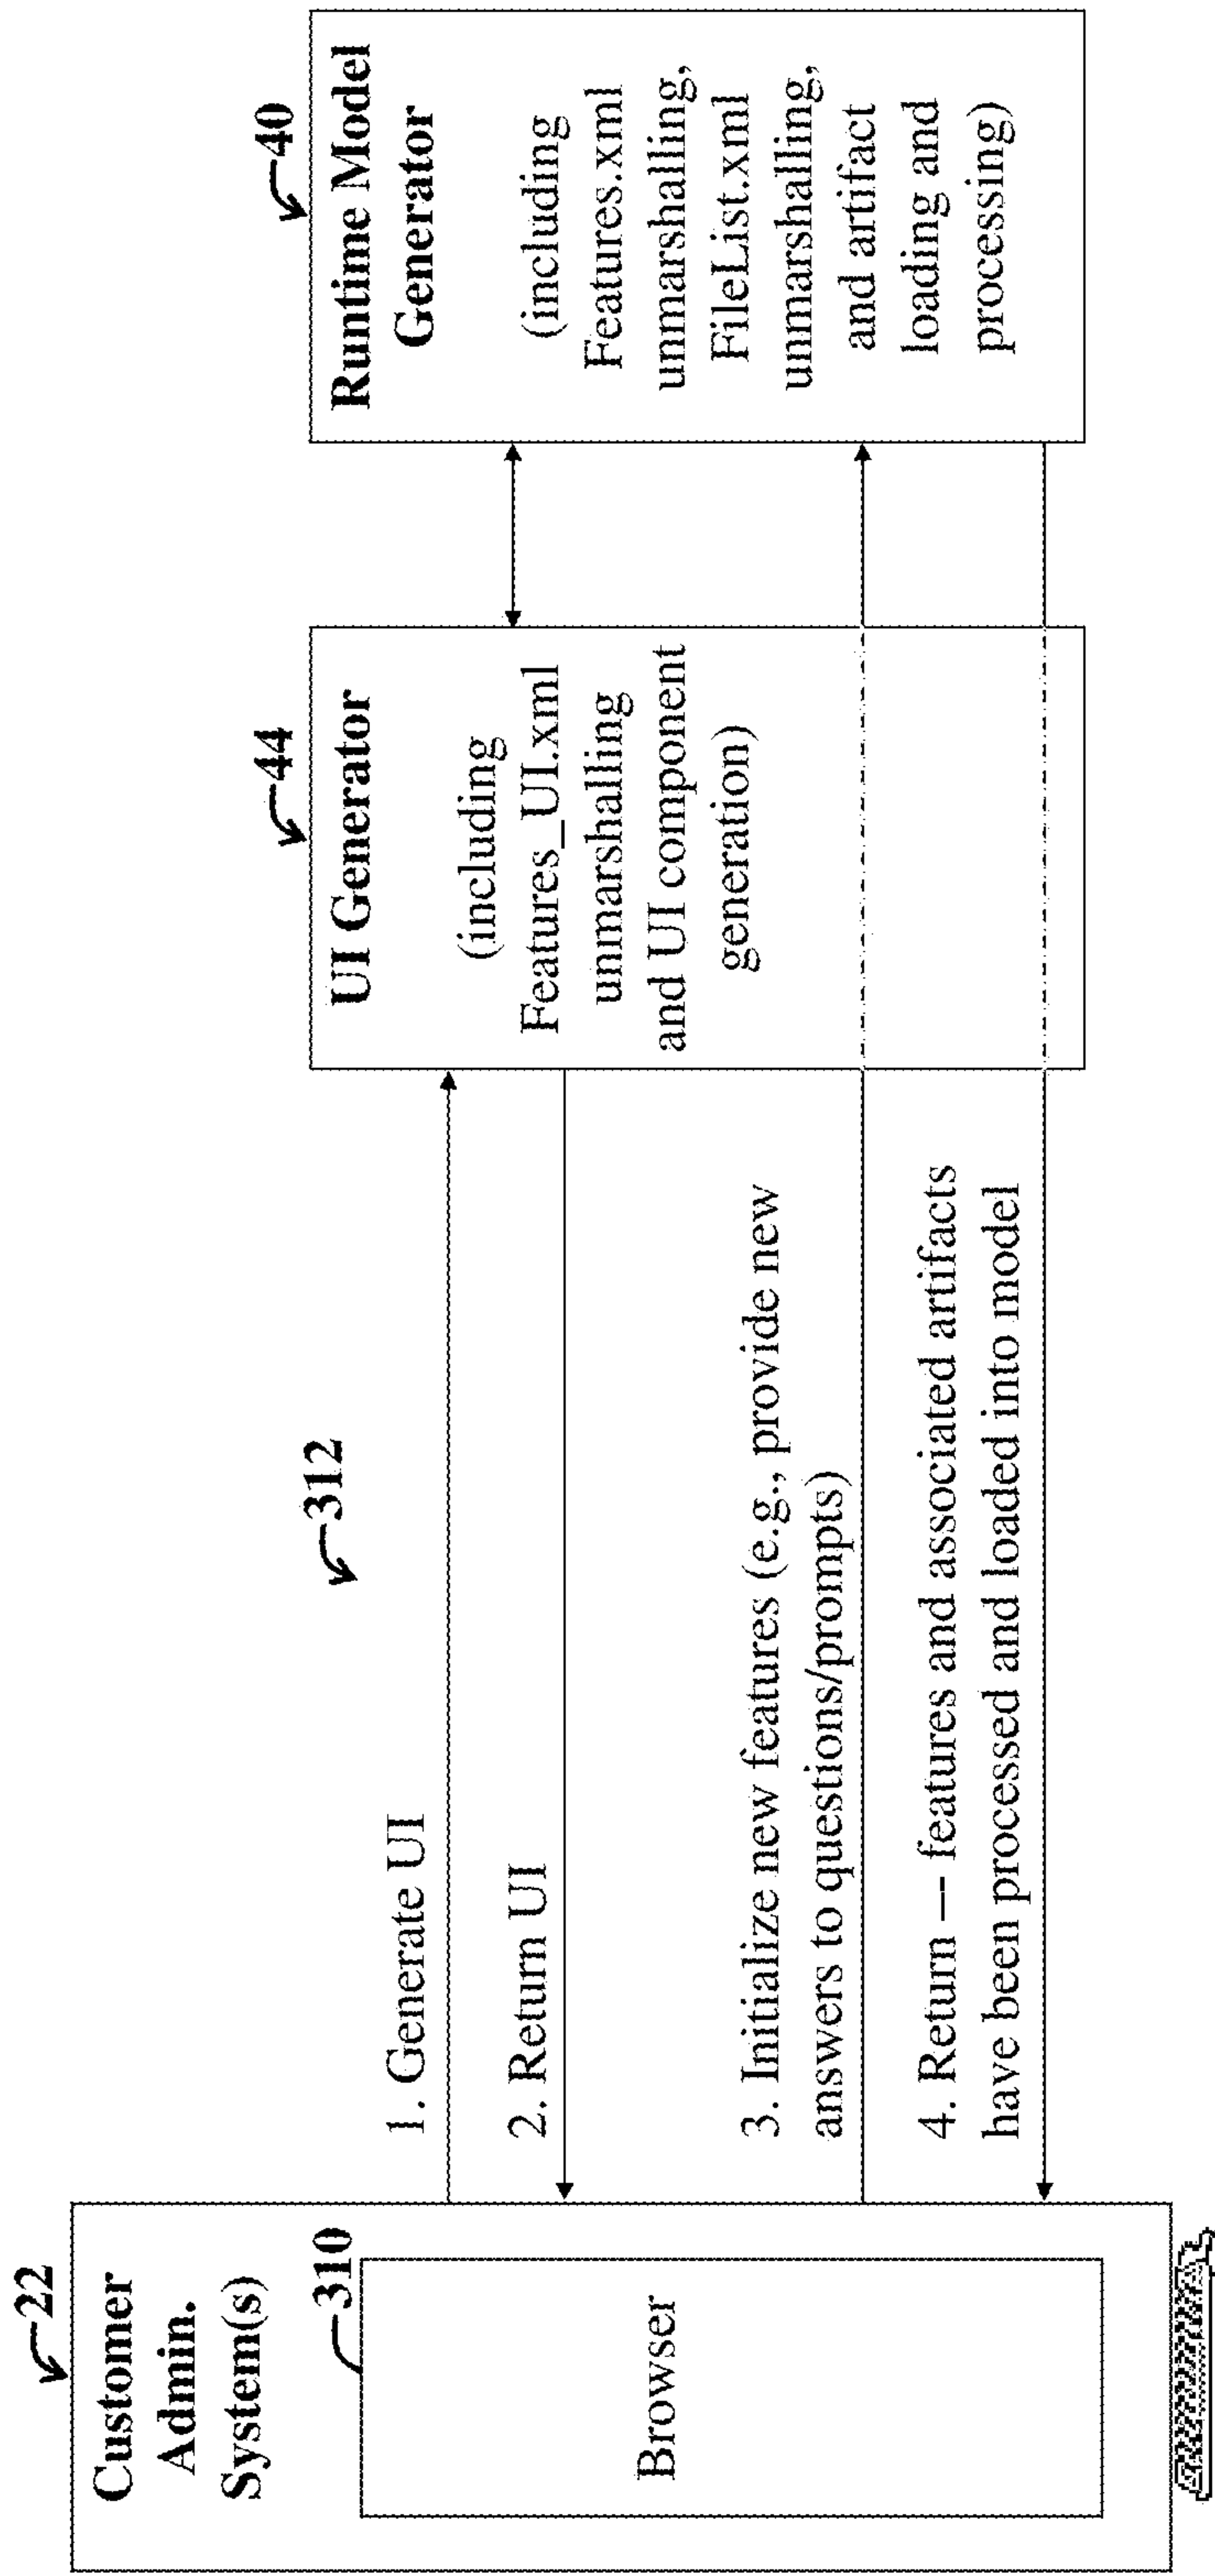 22
Customer
Admin.
System(s)
310
Browser
312
1. Generate UI
2. Return UI
3. Initialize new features (e.g., provide new
answers to questions/prompts)
4. Return — features and associated artifacts
have been processed and loaded into model
44
UI Generator
(including
Features_UI.xml
unmarshalling
and UI component
generation)
40
Runtime Model
Generator
(including
Features.xml
unmarshalling,
FileList.xml
unmarshalling,
and artifact
loading and
processing)